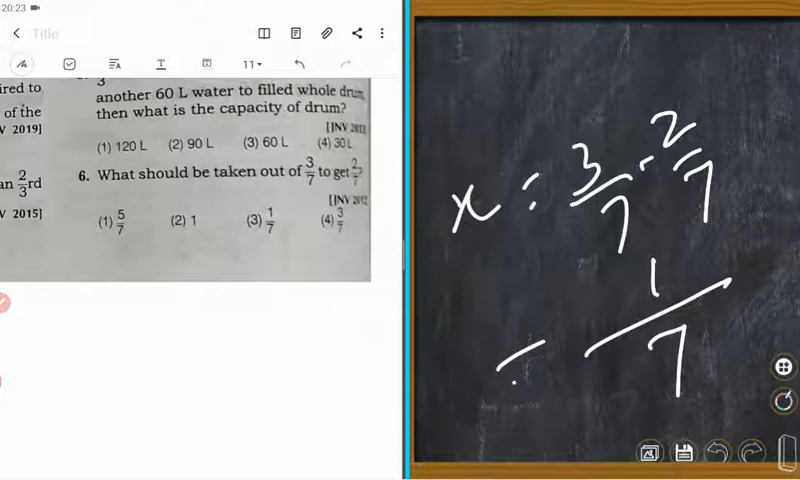 20:23
Title
11
ired to
of the
V 2019]
an 2/3 rd
V 2015]
3
another 60 L water to filled whole drum,
then what is the capacity of drum?
[JNV 2013]
(1) 120 L (2) 90 L (3) 60 L (4) 30 L
6. What should be taken out of 3/7 to get 2/7?
[JNV 2012
(1) 5/7 (2) 1 (3) 1/7 (4) 3/7
x = 3/7 - 2/7
= 1/7